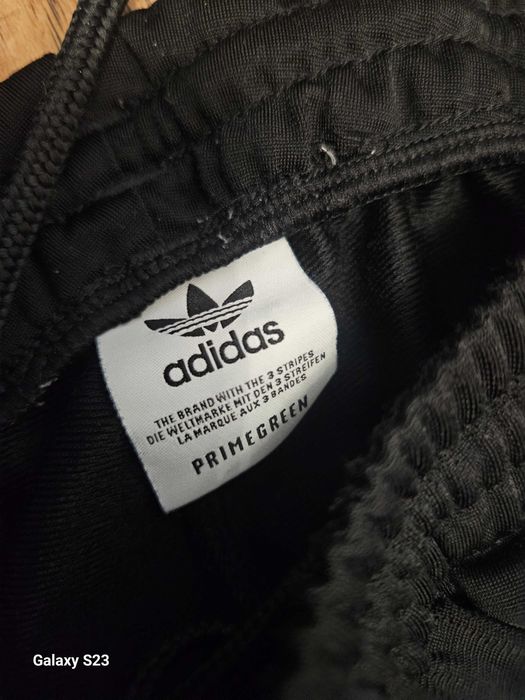 adidas
THE BRAND WITH THE 3 STRIPES
DIE WELTMARKE MIT DEN 3 STREIFEN
LA MARQUE AUX 3 BANDES
PRIMEGREEN
Galaxy S23